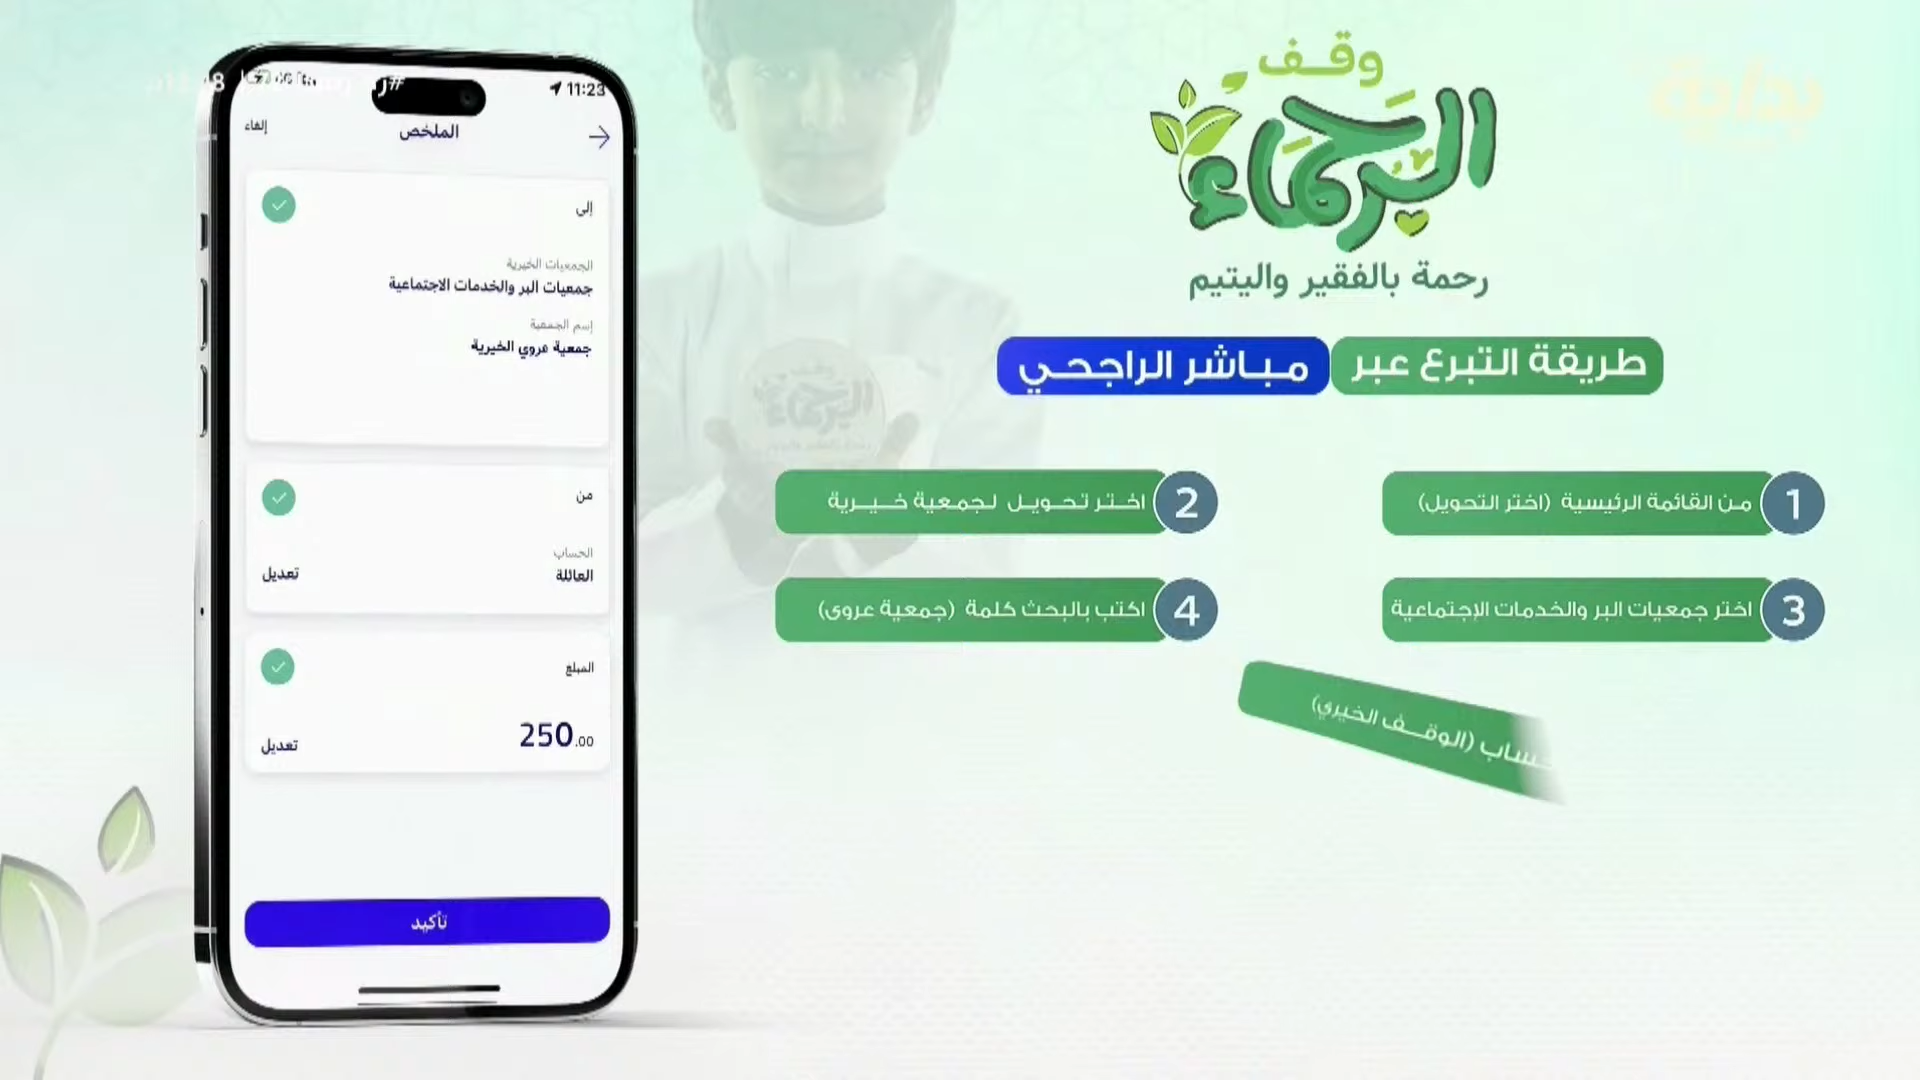 وقف
الرحماء
رحمة بالفقير واليتيم
بداية
طريقة التبرع عبر مباشر الراجحي
1 من القائمة الرئيسية (اختر التحويل)
2 اختر تحويل لجمعية خيرية
3 اختر جمعيات البر والخدمات الإجتماعية
4 اكتب بالبحث كلمة (جمعية عروى)
(الوقف الخيري)
11:23
الملخص
إلغاء
إلى
الجمعيات الخيرية
جمعيات البر والخدمات الاجتماعية
إسم الجمعية
جمعية عروي الخيرية
من
الحساب
العائلة
تعديل
المبلغ
250.00
تعديل
تأكيد